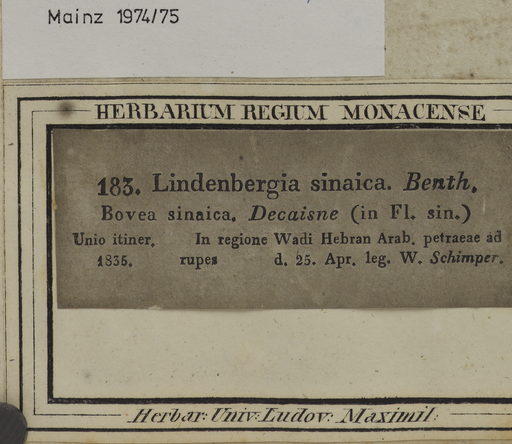 Mainz 1974/75
HERBARIUM REGIUM MONACENSE
183. Lindenbergia sinaica. Benth.
Bovea sinaica. Decaisne (in Fl. sin.)
Unio itiner. In regione Wadi Hebran Arab. petraeae ad
1835. rupes d. 25. Apr. leg. W. Schimper.
Herbar: Univ: Ludov: Maximil: